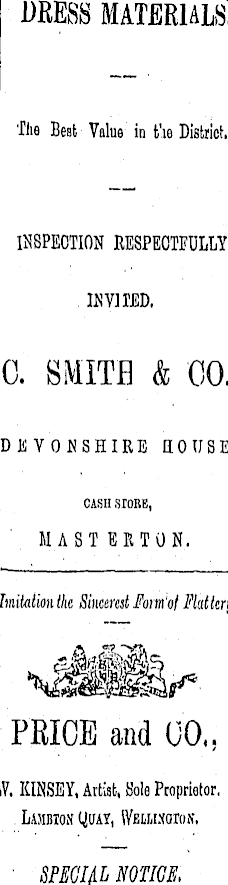 DRESS MATERIALS
The Best Value in the District.
INSPECTION RESPECTFULLY
INVITED.
C. SMITH & CO.
DEVONSHIRE HOUSE
CASH STORE,
MASTERTON.
Imitation the Sincerest Form of Flattery
PRICE and CO.,
W. KINSEY, Artist, Sole Proprietor.
LAMBTON QUAY, WELLINGTON.
SPECIAL NOTICE.